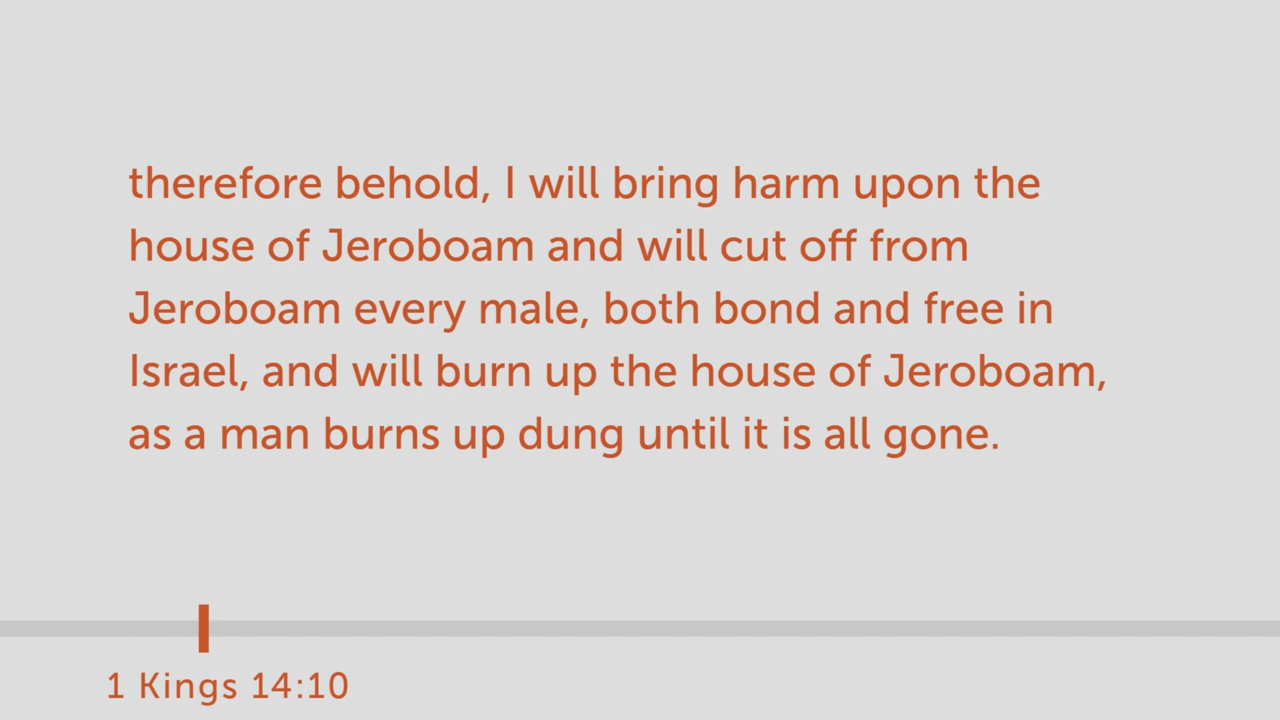 therefore behold, I will bring harm upon the
house of Jeroboam and will cut off from
Jeroboam every male, both bond and free in
Israel, and will burn up the house of Jeroboam,
as a man burns up dung until it is all gone.
1 Kings 14:10